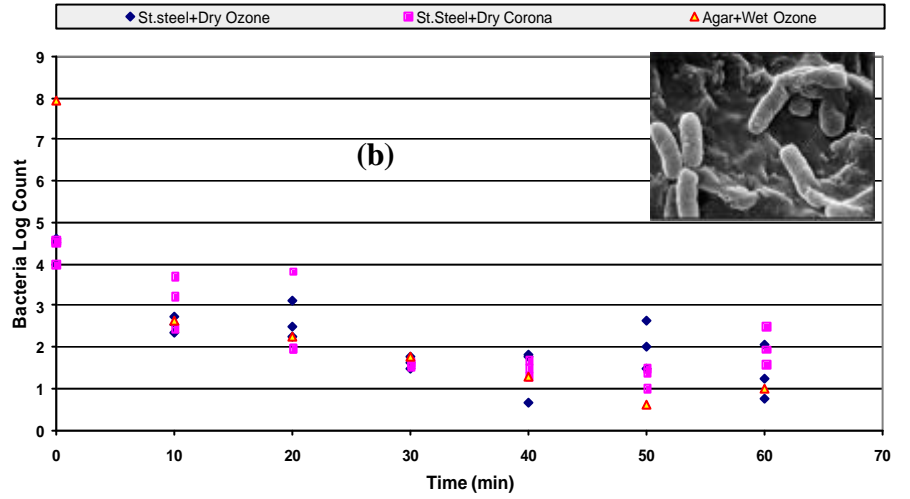 St.steel+Dry Ozone St.Steel+Dry Corona Agar+Wet Ozone
9
8
7
6
5
4
3
2
1
0
(b)
Bacteria Log Count
0 10 20 30 40 50 60 70
Time (min)